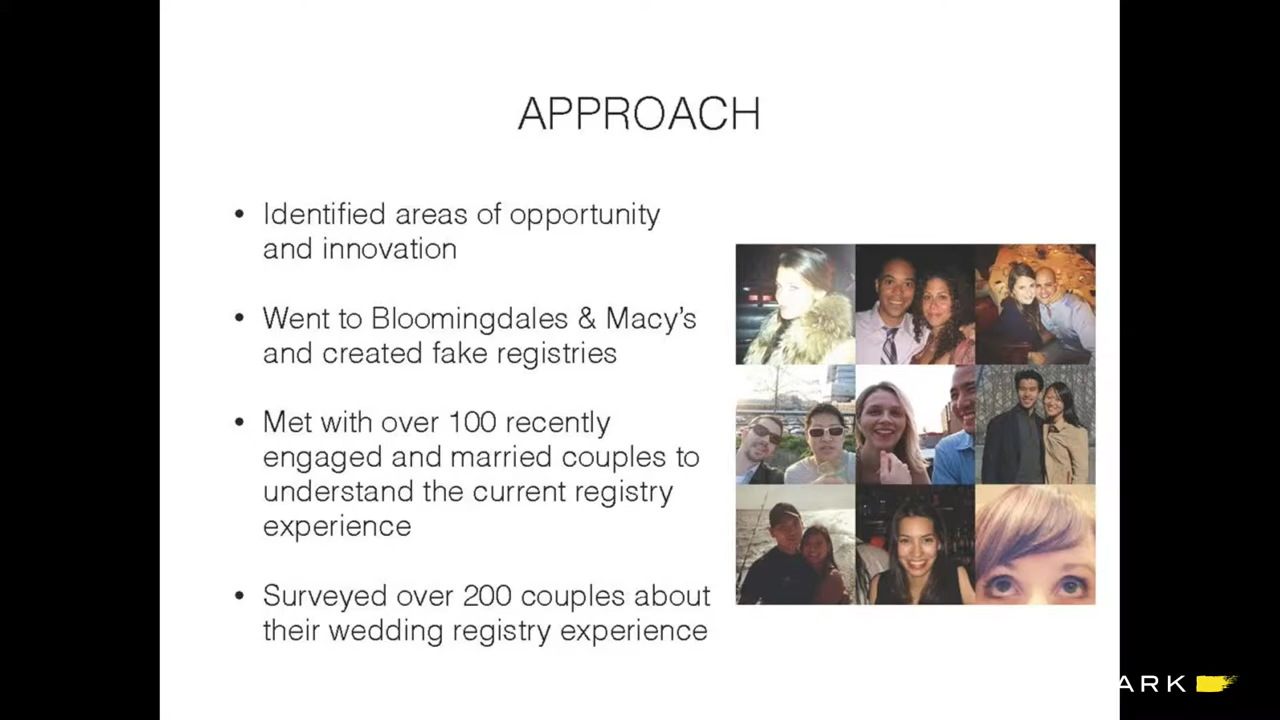 APPROACH
• Identified areas of opportunity
and innovation
• Went to Bloomingdales & Macy's
and created fake registries
• Met with over 100 recently
engaged and married couples to
understand the current registry
experience
• Surveyed over 200 couples about
their wedding registry experience
ARK